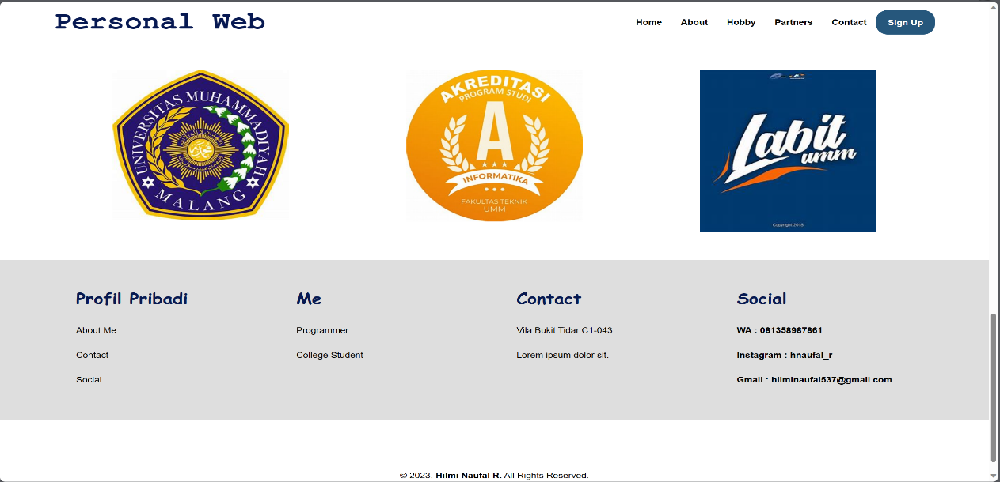 Personal Web
Home About Hobby Partners Contact Sign Up
UNIVERSITAS MUHAMMADIYAH
MALANG
AKREDITASI
PROGRAM STUDI
A
INFORMATIKA
FAKULTAS TEKNIK
UMM
Labit
umm
Copyright 2018
Profil Pribadi Me Contact Social
About Me Programmer Vila Bukit Tidar C1-043 WA : 081358987861
Contact College Student Lorem ipsum dolor sit. Instagram : hnaufal_r
Social Gmail : hilminaufal537@gmail.com
© 2023. Hilmi Naufal R. All Rights Reserved.